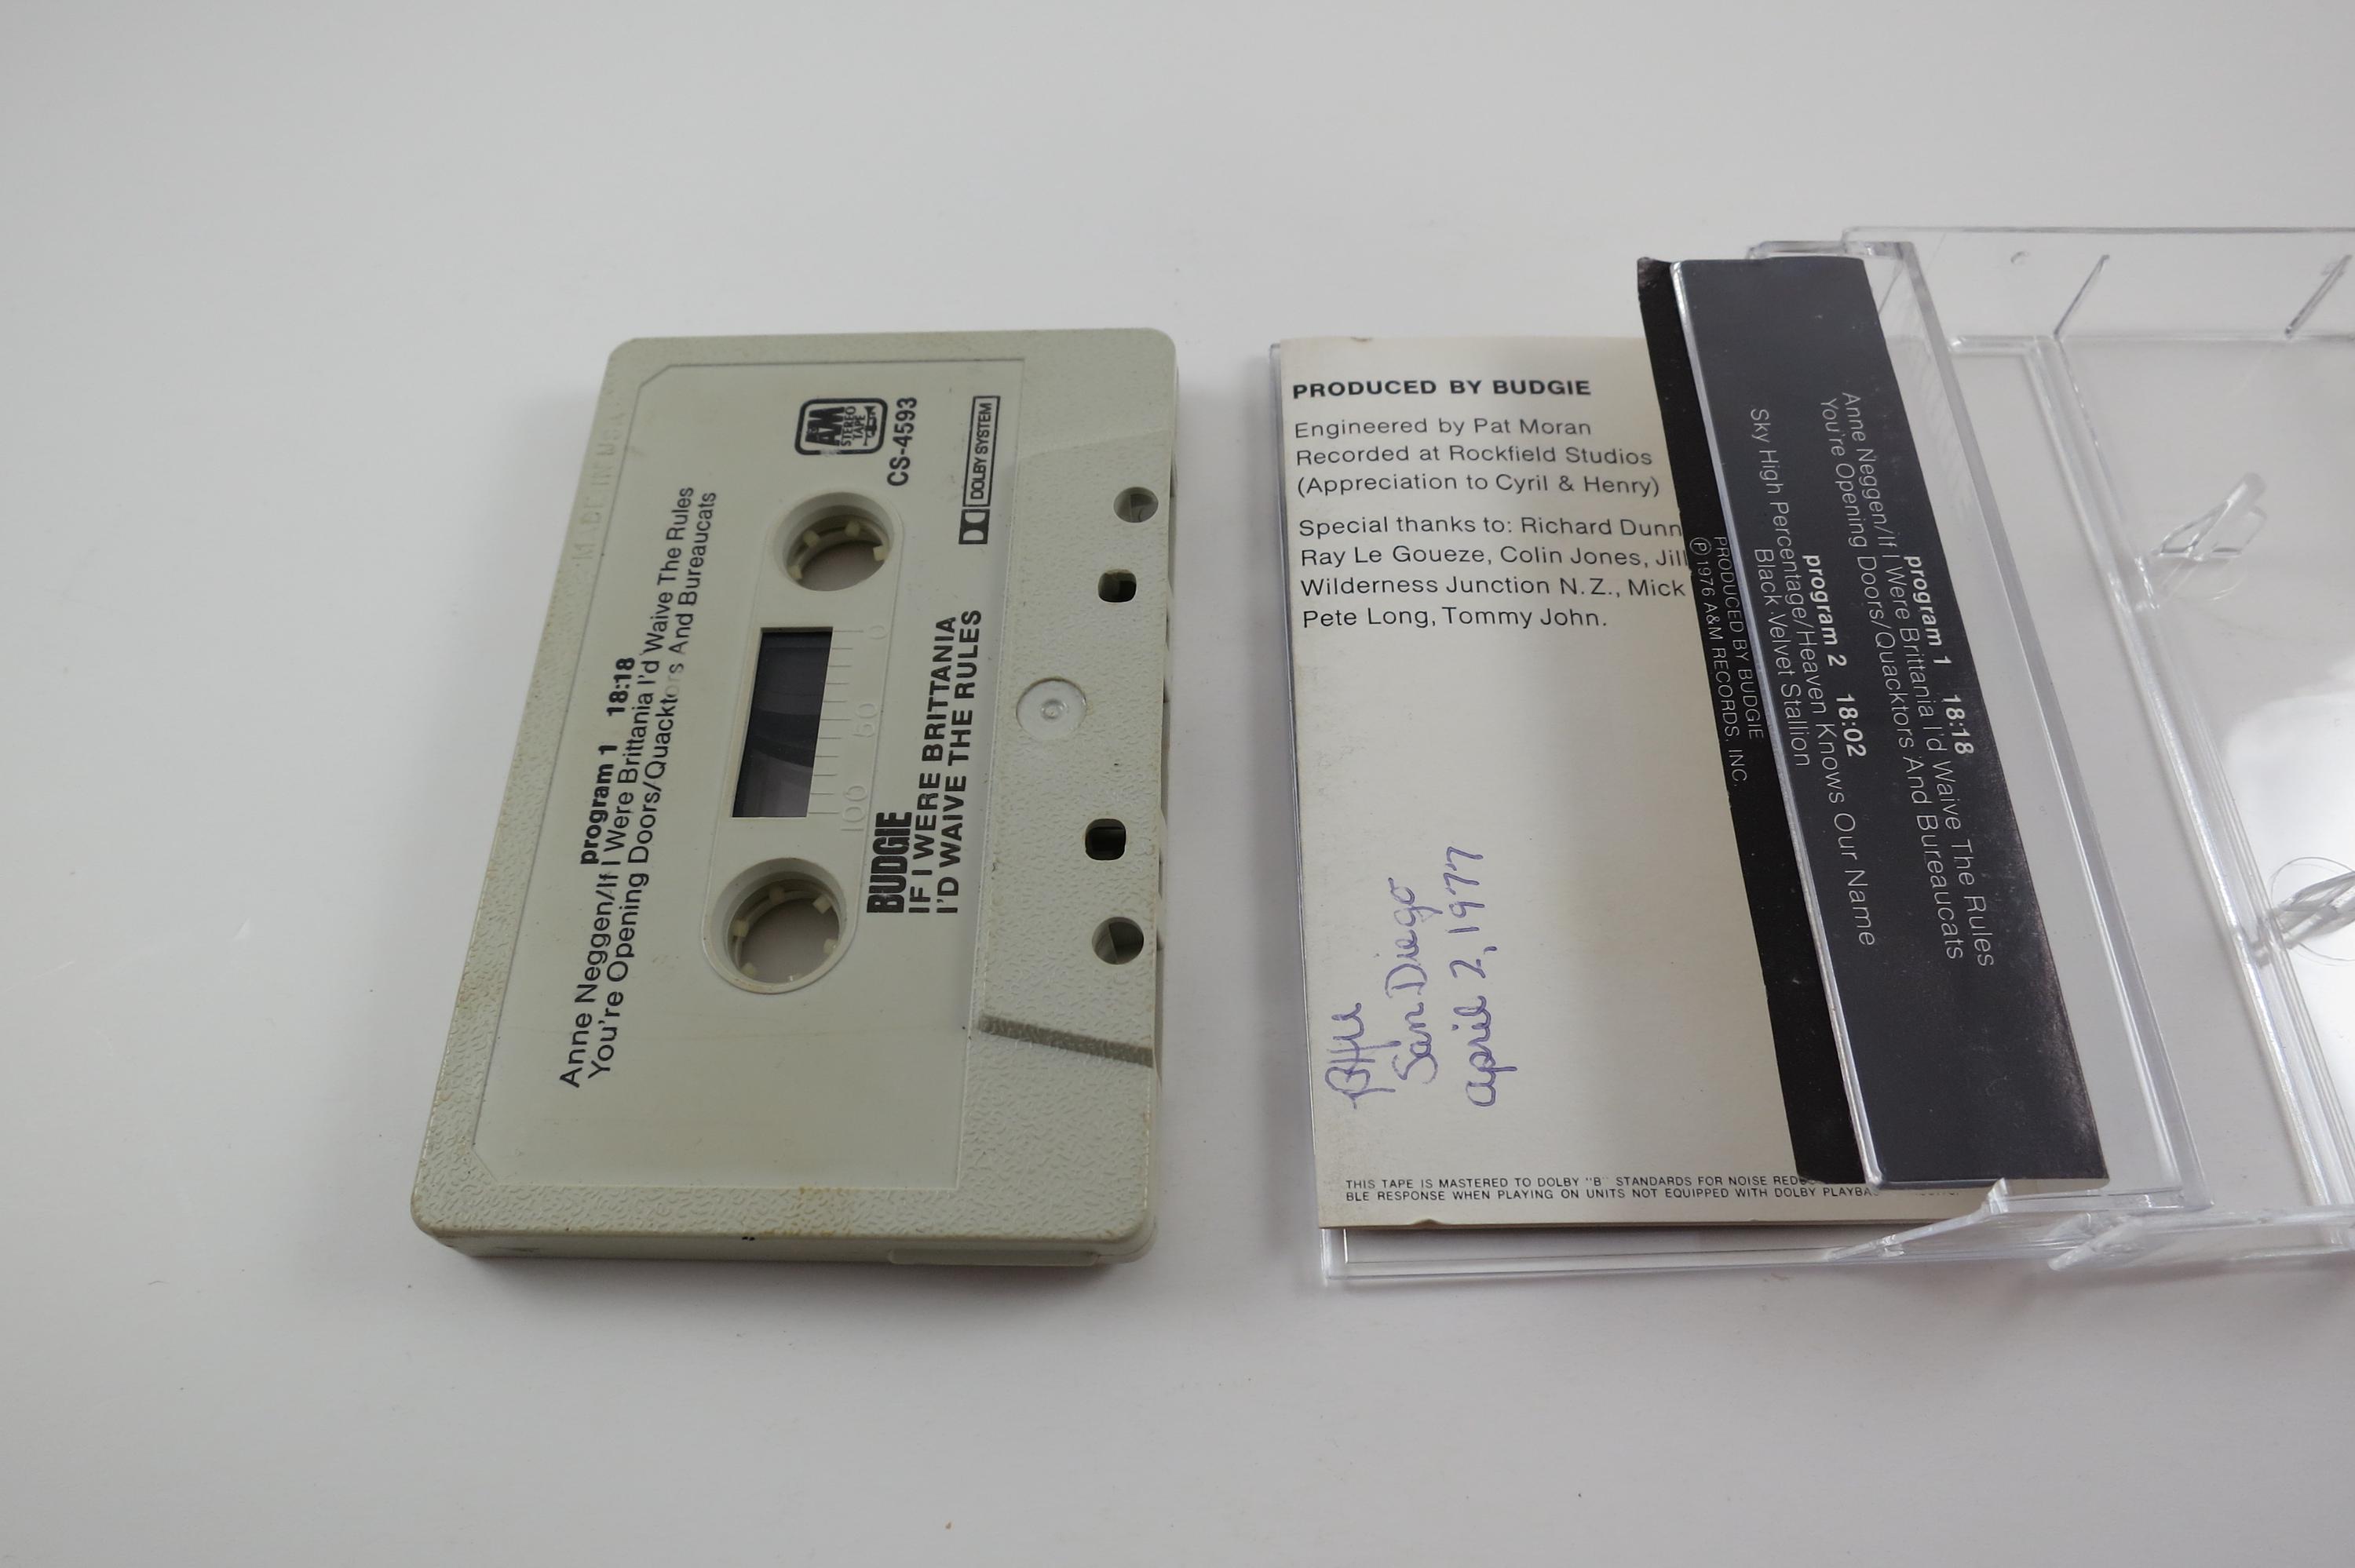 MADE IN USA
program 1 18:18
Anne Neggen/If I Were Brittania I'd Waive The Rules
You're Opening Doors/Quacktors And Bureaucats
A&M
STEREO
TAPE
CS-4593
DOLBY SYSTEM
0 50 100
BUDGIE
IF I WERE BRITTANIA
I'D WAIVE THE RULES
PRODUCED BY BUDGIE
Engineered by Pat Moran
Recorded at Rockfield Studios
(Appreciation to Cyril & Henry)
Special thanks to: Richard Dunn
Ray Le Goueze, Colin Jones, Jill
Wilderness Junction N.Z., Mick
Pete Long, Tommy John.
San Diego
April 2, 1977
THIS TAPE IS MASTERED TO DOLBY "B" STANDARDS FOR NOISE
BLE RESPONSE WHEN PLAYING ON UNITS NOT EQUIPPED WITH DOLBY
program 1 18:18
Anne Neggen/If I Were Brittania I'd Waive The Rules
You're Opening Doors/Quacktors And Bureaucats
program 2 18:02
Sky High Percentage/Heaven Knows Our Name
Black Velvet Stallion
PRODUCED BY BUDGIE
℗1976 A&M RECORDS, INC.